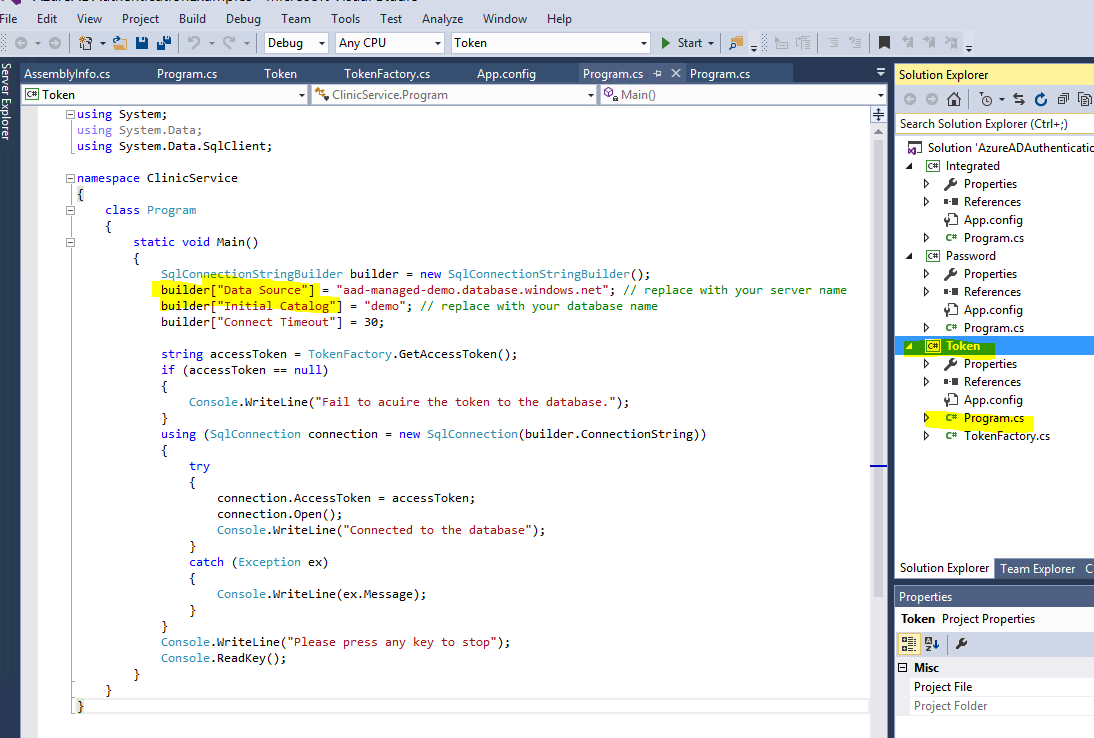 File Edit View Project Build Debug Team Tools Test Analyze Window Help
Debug Any CPU Token Start
Server Explorer
AssemblyInfo.cs Program.cs Token TokenFactory.cs App.config Program.cs Program.cs
Token ClinicService.Program Main()
using System;
using System.Data;
using System.Data.SqlClient;
namespace ClinicService
{
class Program
{
static void Main()
{
SqlConnectionStringBuilder builder = new SqlConnectionStringBuilder();
builder["Data Source"] = "aad-managed-demo.database.windows.net"; // replace with your server name
builder["Initial Catalog"] = "demo"; // replace with your database name
builder["Connect Timeout"] = 30;
string accessToken = TokenFactory.GetAccessToken();
if (accessToken == null)
{
Console.WriteLine("Fail to acuire the token to the database.");
}
using (SqlConnection connection = new SqlConnection(builder.ConnectionString))
{
try
{
connection.AccessToken = accessToken;
connection.Open();
Console.WriteLine("Connected to the database");
}
catch (Exception ex)
{
Console.WriteLine(ex.Message);
}
}
Console.WriteLine("Please press any key to stop");
Console.ReadKey();
}
}
}
Solution Explorer
Search Solution Explorer (Ctrl+;)
Solution 'AzureADAuthenticatio
C# Integrated
Properties
References
App.config
C# Program.cs
C# Password
Properties
References
App.config
C# Program.cs
C# Token
Properties
References
App.config
C# Program.cs
C# TokenFactory.cs
Solution Explorer Team Explorer C
Properties
Token Project Properties
Misc
Project File
Project Folder